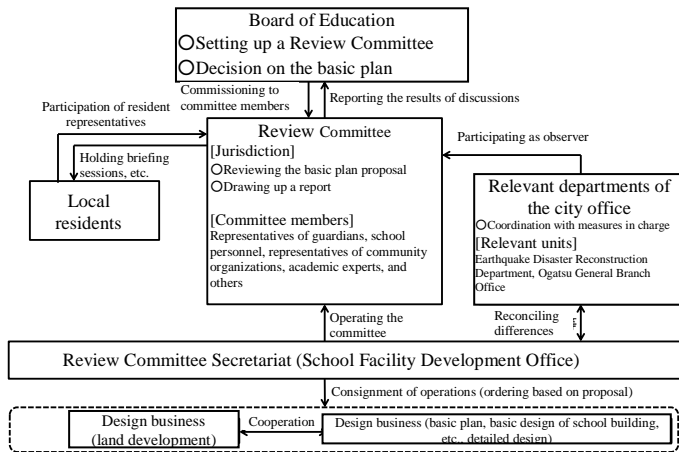 Board of Education
○Setting up a Review Committee
○Decision on the basic plan
Commissioning to
committee members
Reporting the results of discussions
Participation of resident
representatives
Holding briefing
sessions, etc.
Local
residents
Review Committee
[Jurisdiction]
○Reviewing the basic plan proposal
○Drawing up a report
[Committee members]
Representatives of guardians, school
personnel, representatives of community
organizations, academic experts, and
others
Participating as observer
Relevant departments of
the city office
○Coordination with measures in charge
[Relevant units]
Earthquake Disaster Reconstruction
Department, Ogatsu General Branch
Office
Operating the
committee
Reconciling
differences
Review Committee Secretariat (School Facility Development Office)
Consignment of operations (ordering based on proposal)
Design business
(land development)
Cooperation
Design business (basic plan, basic design of school building,
etc., detailed design)